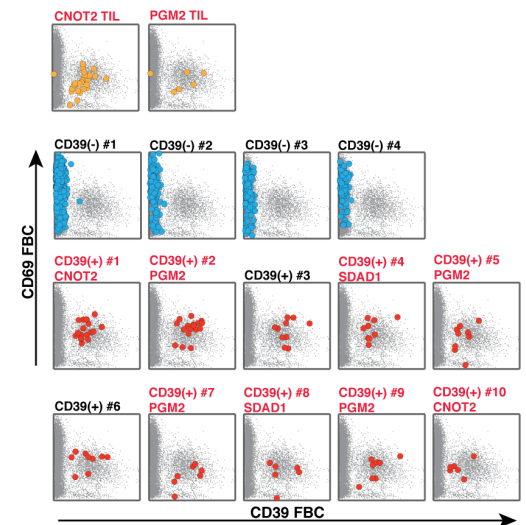 CNOT2 TIL
PGM2 TIL
CD39(-) #1
CD39(-) #2
CD39(-) #3
CD39(-) #4
CD69 FBC
CD39(+) #1
CNOT2
CD39(+) #2
PGM2
CD39(+) #3
CD39(+) #4
SDAD1
CD39(+) #5
PGM2
CD39(+) #6
CD39(+) #7
PGM2
CD39(+) #8
SDAD1
CD39(+) #9
PGM2
CD39(+) #10
CNOT2
CD39 FBC